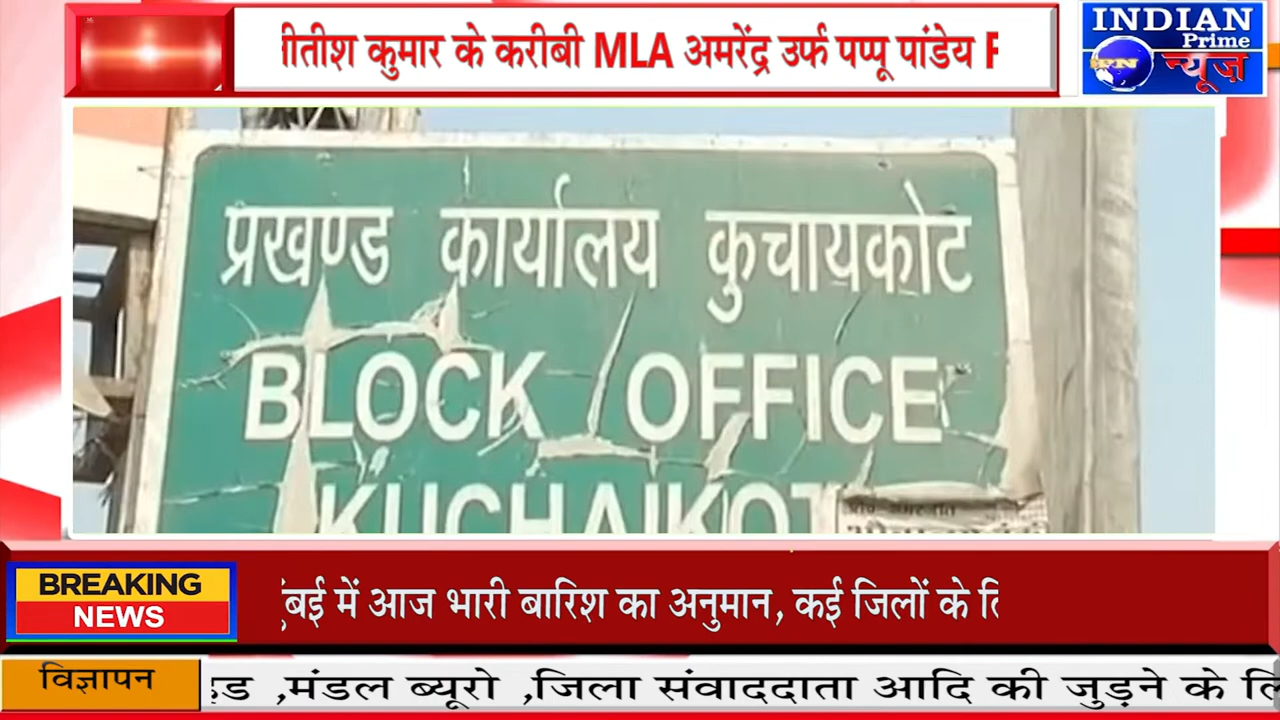 के करीबी MLA अमरेंद्र उर्फ पप्पू पांडेय
INDIAN
Prime
PN न्यूज़
प्रखण्ड कार्यालय कुचायकोट
BLOCK OFFICE
KUCHAIKOT
BREAKING
NEWS
में आज भारी बारिश का अनुमान, कई जिलों के
विज्ञापन
,मंडल ब्यूरो ,जिला संवाददाता आदि की जुड़ने के